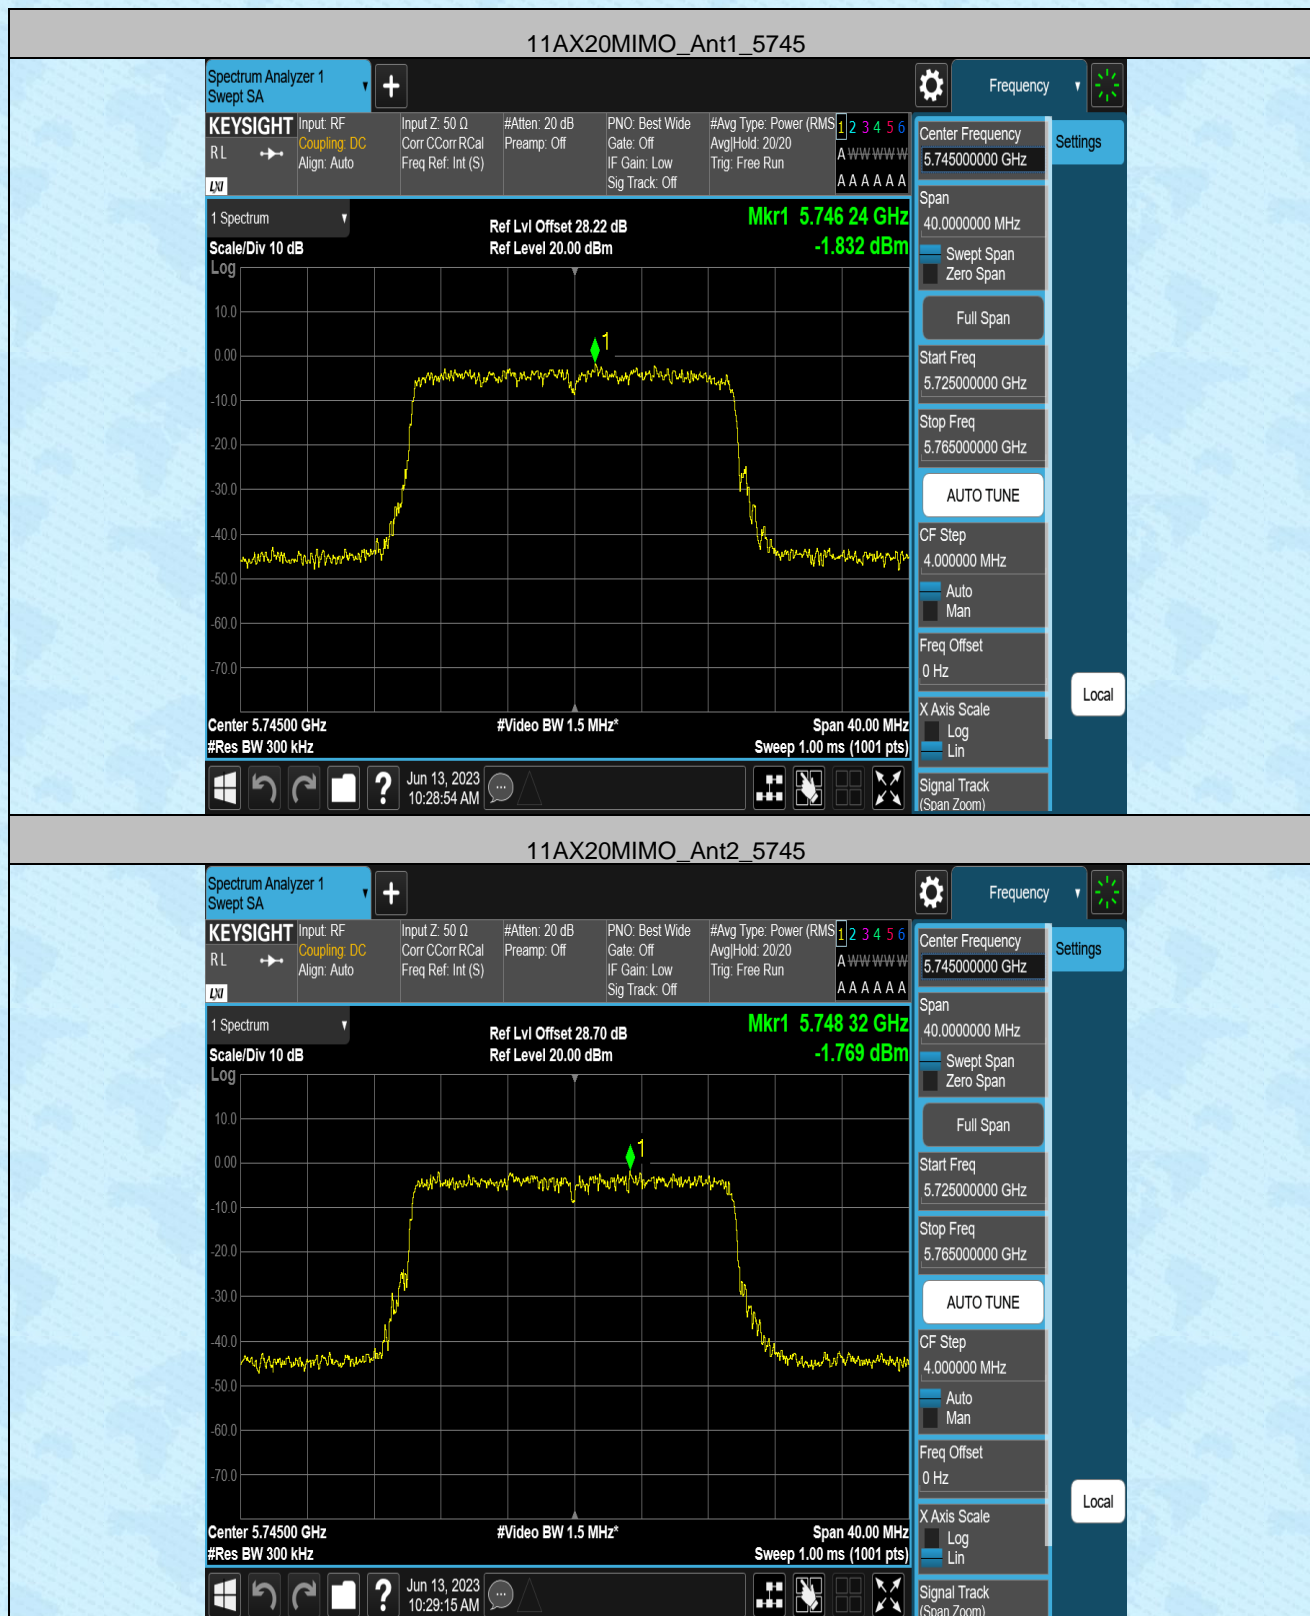 11AX20MIMO_Ant1_5745
Spectrum Analyzer 1
Swept SA
Frequency
KEYSIGHT
RL
LXI
Input: RF
Coupling: DC
Align: Auto
Input Z: 50 Ω
Corr CCorr RCal
Freq Ref: Int (S)
#Atten: 20 dB
Preamp: Off
PNO: Best Wide
Gate: Off
IF Gain: Low
Sig Track: Off
#Avg Type: Power (RMS
Avg|Hold: 20/20
Trig: Free Run
1 2 3 4 5 6
A W W W W W
A A A A A A
Center Frequency
5.745000000 GHz
Settings
1 Spectrum
Scale/Div 10 dB
Ref Lvl Offset 28.22 dB
Ref Level 20.00 dBm
Mkr1 5.746 24 GHz
-1.832 dBm
Log
10.0
0.00
-10.0
-20.0
-30.0
-40.0
-50.0
-60.0
-70.0
1
Center 5.74500 GHz
#Res BW 300 kHz
#Video BW 1.5 MHz*
Span 40.00 MHz
Sweep 1.00 ms (1001 pts)
Span
40.0000000 MHz
Swept Span
Zero Span
Full Span
Start Freq
5.725000000 GHz
Stop Freq
5.765000000 GHz
AUTO TUNE
CF Step
4.000000 MHz
Auto
Man
Freq Offset
0 Hz
X Axis Scale
Log
Lin
Signal Track
(Span Zoom)
Local
?
Jun 13, 2023
10:28:54 AM
11AX20MIMO_Ant2_5745
Spectrum Analyzer 1
Swept SA
Frequency
KEYSIGHT
RL
LXI
Input: RF
Coupling: DC
Align: Auto
Input Z: 50 Ω
Corr CCorr RCal
Freq Ref: Int (S)
#Atten: 20 dB
Preamp: Off
PNO: Best Wide
Gate: Off
IF Gain: Low
Sig Track: Off
#Avg Type: Power (RMS
Avg|Hold: 20/20
Trig: Free Run
1 2 3 4 5 6
A W W W W W
A A A A A A
Center Frequency
5.745000000 GHz
Settings
1 Spectrum
Scale/Div 10 dB
Ref Lvl Offset 28.70 dB
Ref Level 20.00 dBm
Mkr1 5.748 32 GHz
-1.769 dBm
Log
10.0
0.00
-10.0
-20.0
-30.0
-40.0
-50.0
-60.0
-70.0
1
Center 5.74500 GHz
#Res BW 300 kHz
#Video BW 1.5 MHz*
Span 40.00 MHz
Sweep 1.00 ms (1001 pts)
Span
40.0000000 MHz
Swept Span
Zero Span
Full Span
Start Freq
5.725000000 GHz
Stop Freq
5.765000000 GHz
AUTO TUNE
CF Step
4.000000 MHz
Auto
Man
Freq Offset
0 Hz
X Axis Scale
Log
Lin
Signal Track
(Span Zoom)
Local
?
Jun 13, 2023
10:29:15 AM